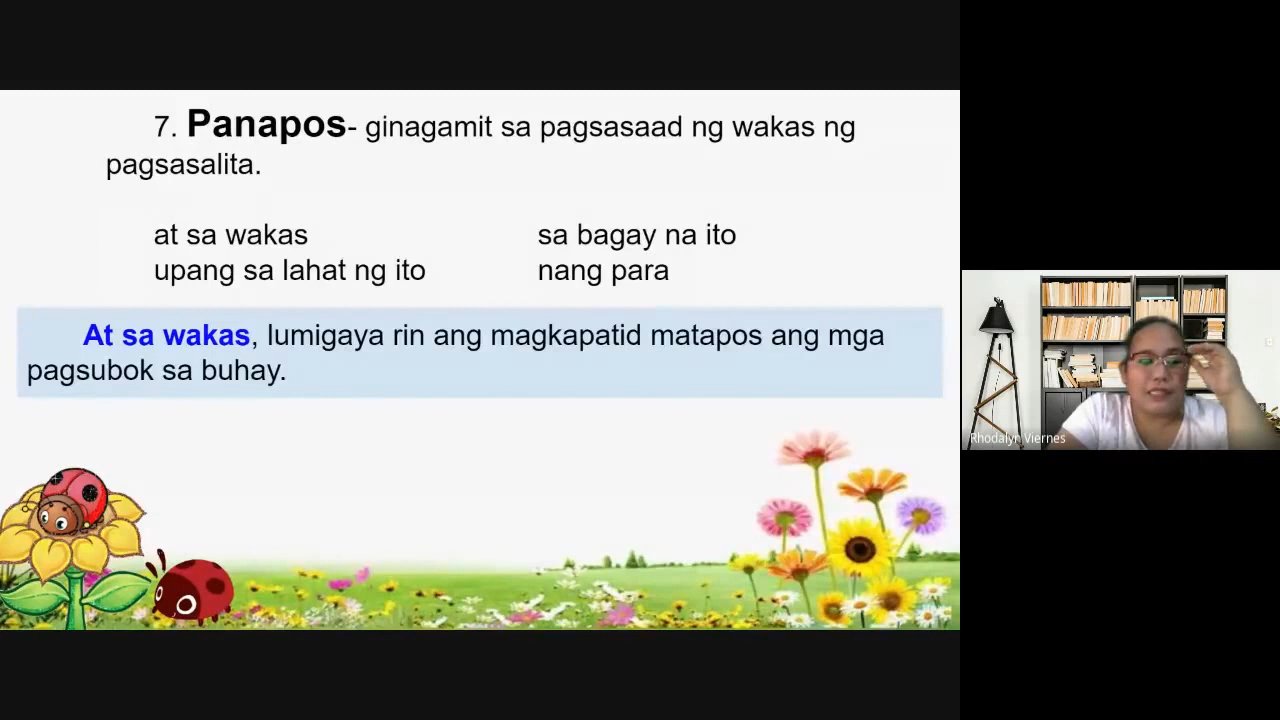 7. Panapos- ginagamit sa pagsasaad ng wakas ng
pagsasalita.
at sa wakas sa bagay na ito
upang sa lahat ng ito nang para
At sa wakas, lumigaya rin ang magkapatid matapos ang mga
pagsubok sa buhay.
Rhodalyn Viernes